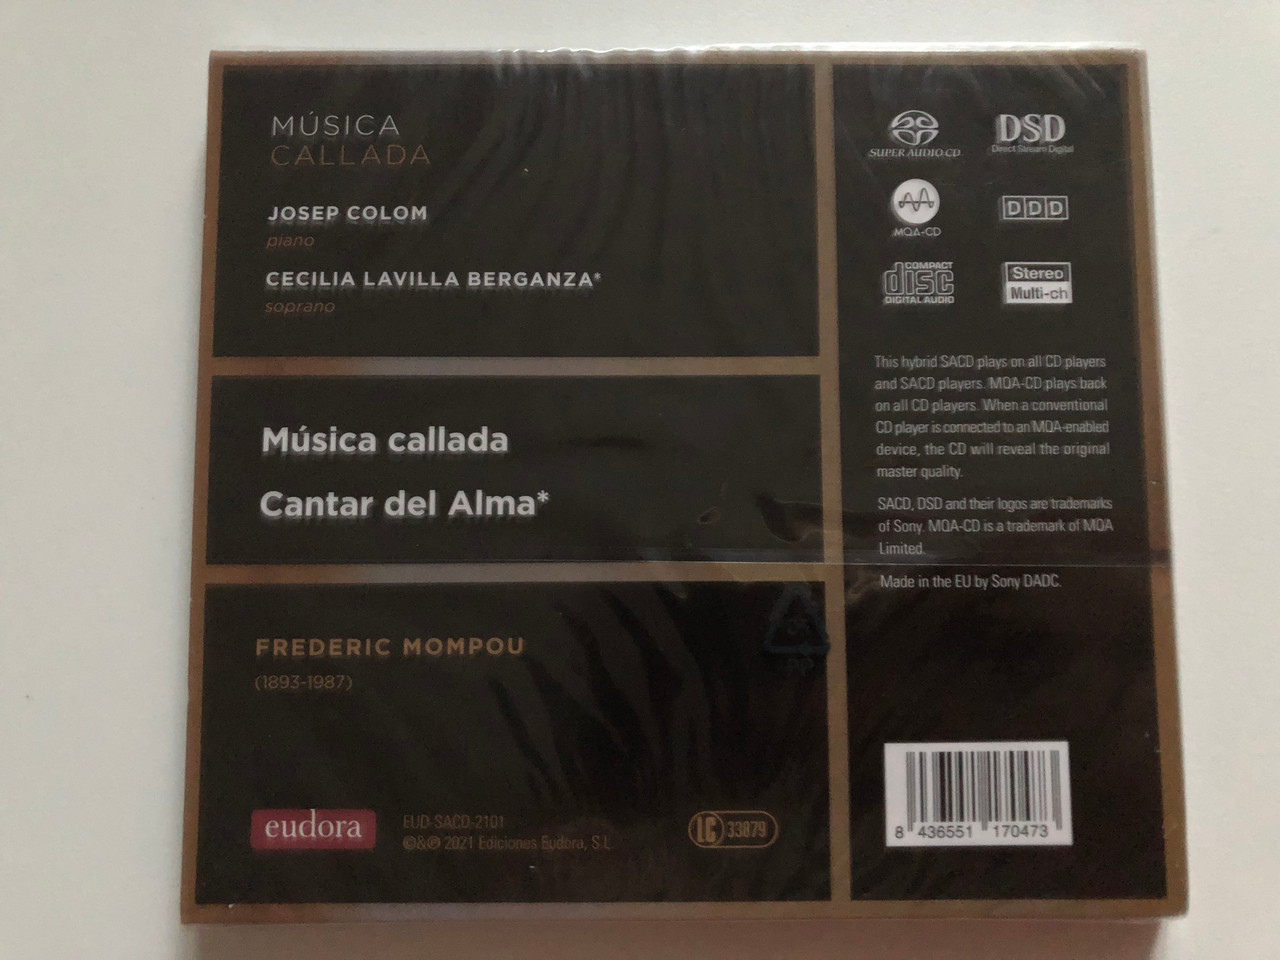 MÚSICA
CALLADA
JOSEP COLOM
piano
CECILIA LAVILLA BERGANZA*
soprano
Música callada
Cantar del Alma*
FREDERIC MOMPOU
(1893-1987)
eudora
EUD-SACD-2101
©&℗ 2021 Ediciones Eudora, S.L.
LC 33879
SUPER AUDIO CD
DSD
Direct Stream Digital
MQA-CD
DDD
COMPACT
disc
DIGITAL AUDIO
Stereo
Multi-ch
This hybrid SACD plays on all CD players
and SACD players. MQA-CD plays back
on all CD players. When a conventional
CD player is connected to an MQA-enabled
device, the CD will reveal the original
master quality.
SACD, DSD and their logos are trademarks
of Sony. MQA-CD is a trademark of MQA
Limited.
Made in the EU by Sony DADC.
8 436551 170473
PP